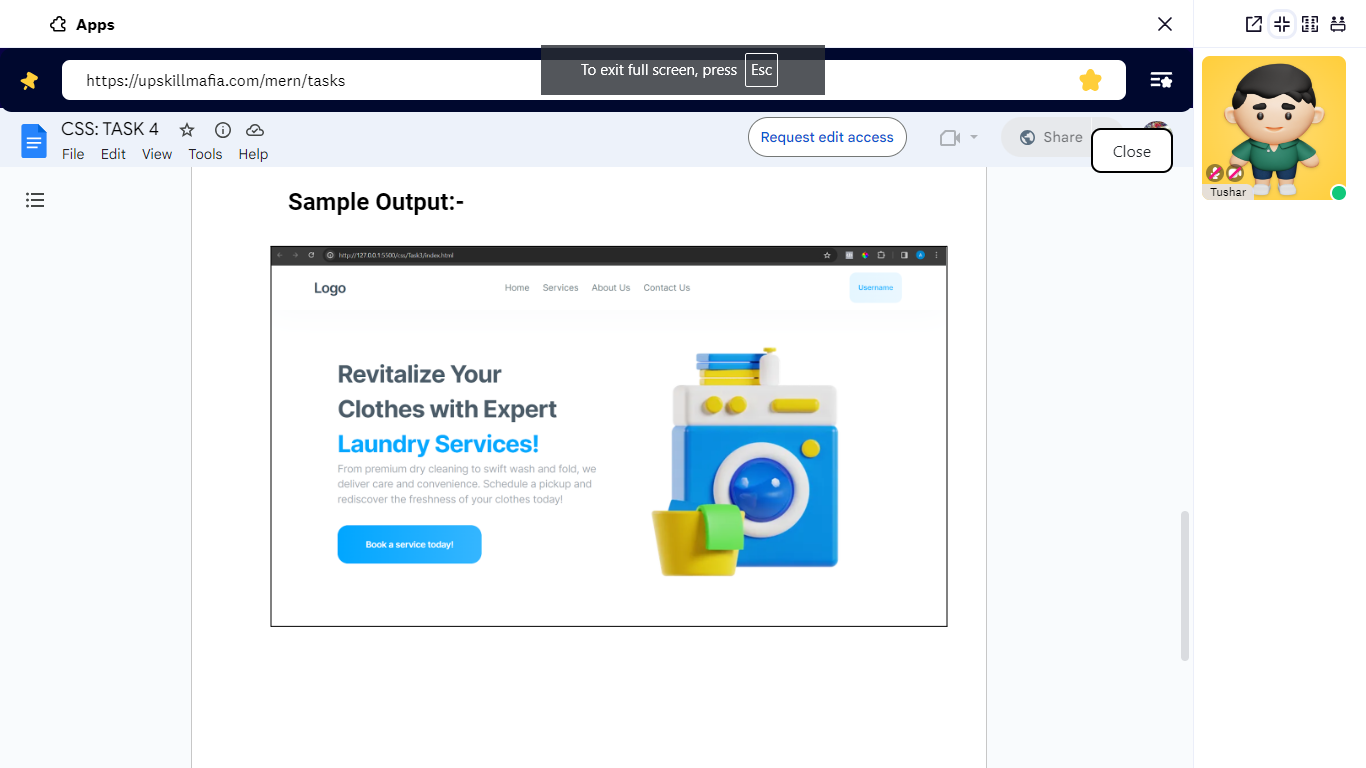 Apps
To exit full screen, press Esc
https://upskillmafia.com/mern/tasks
CSS: TASK 4
File Edit View Tools Help
Request edit access
Share
Close
Tushar
Sample Output:-
http://127.0.0.1:5500/css/Task3/index.html
Logo
Home Services About Us Contact Us
Username
Revitalize Your
Clothes with Expert
Laundry Services!
From premium dry cleaning to swift wash and fold, we
deliver care and convenience. Schedule a pickup and
rediscover the freshness of your clothes today!
Book a service today!